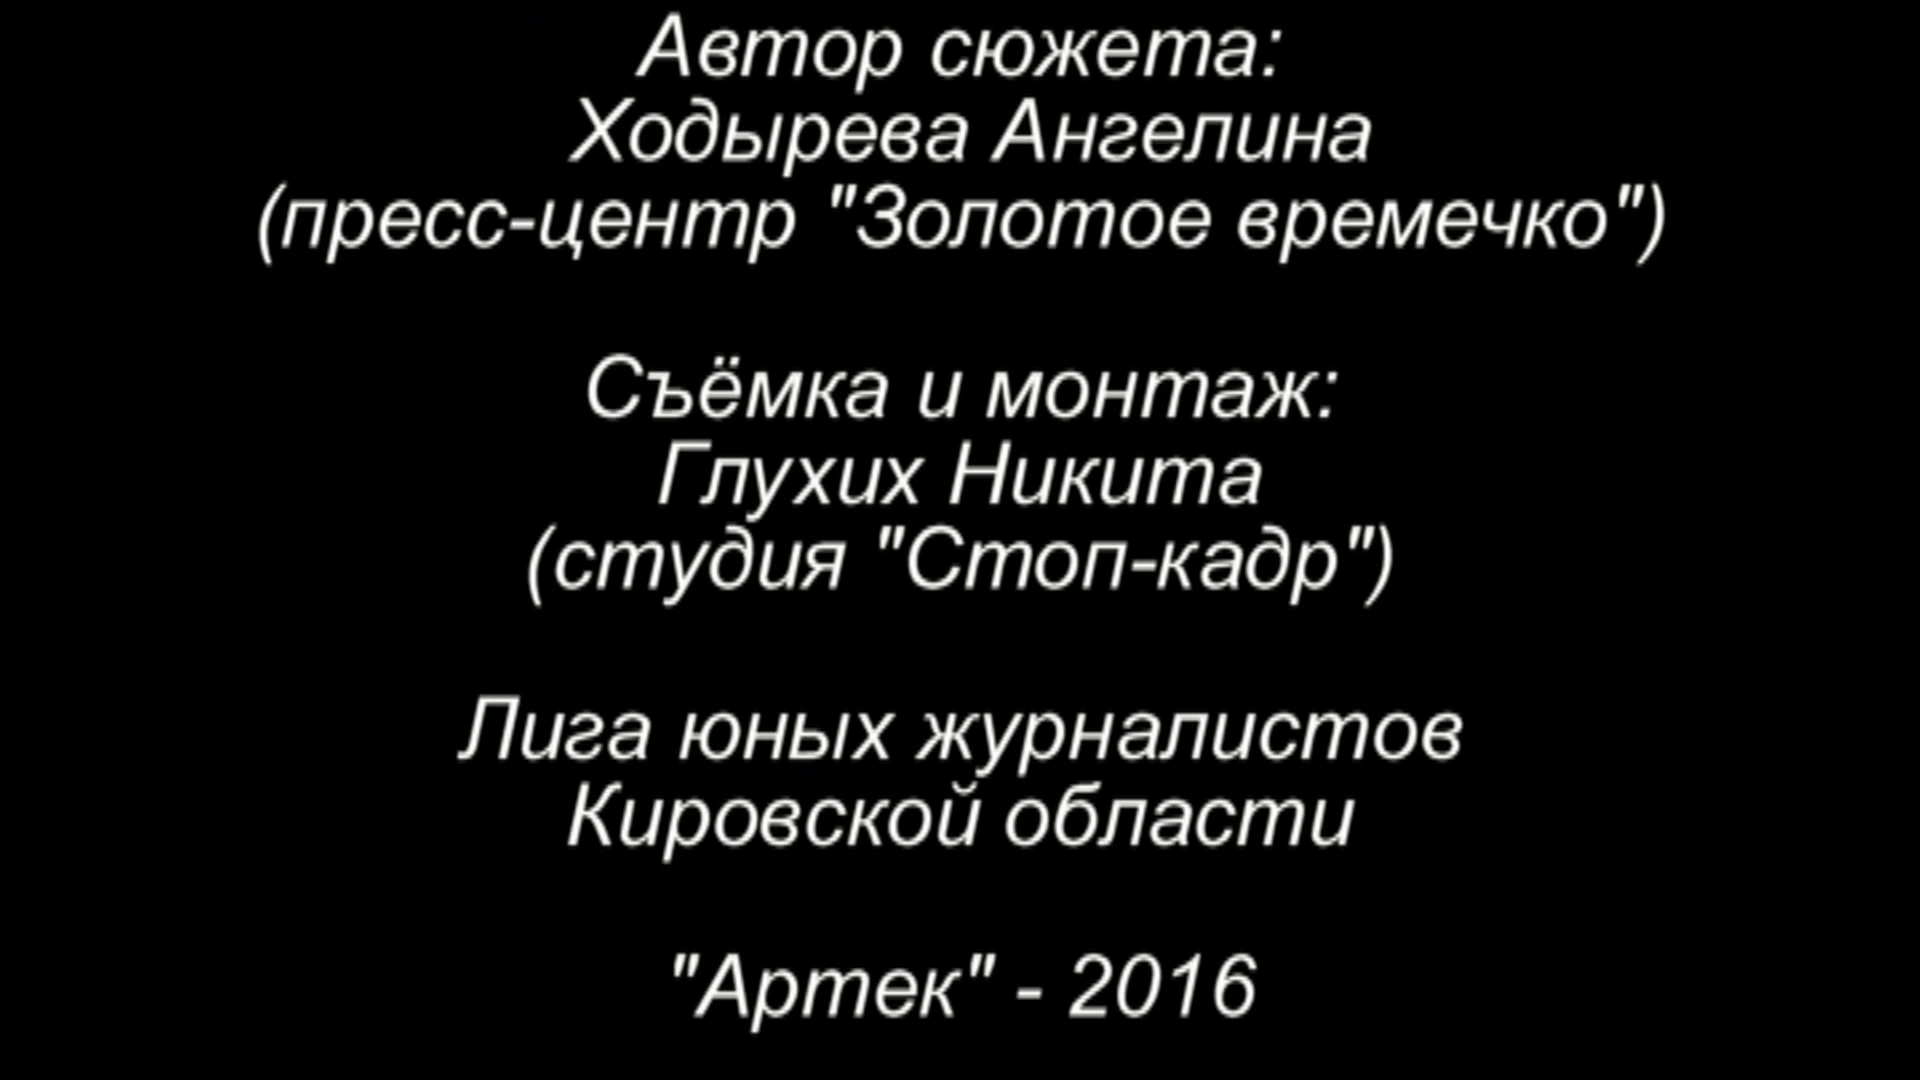 Автор сюжета:
Ходырева Ангелина
(пресс-центр "Золотое времечко")
Съёмка и монтаж:
Глухих Никита
(студия "Стоп-кадр")
Лига юных журналистов
Кировской области
"Артек" - 2016